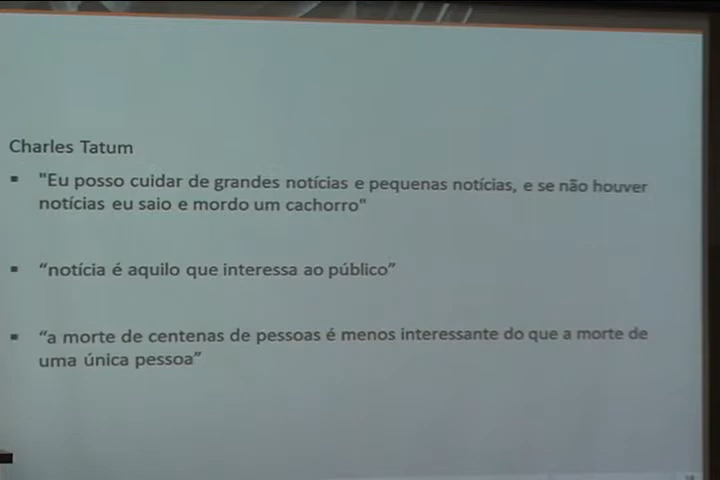 Charles Tatum
▪ "Eu posso cuidar de grandes notícias e pequenas notícias, e se não houver
notícias eu saio e mordo um cachorro"
▪ “notícia é aquilo que interessa ao público”
▪ “a morte de centenas de pessoas é menos interessante do que a morte de
uma única pessoa”